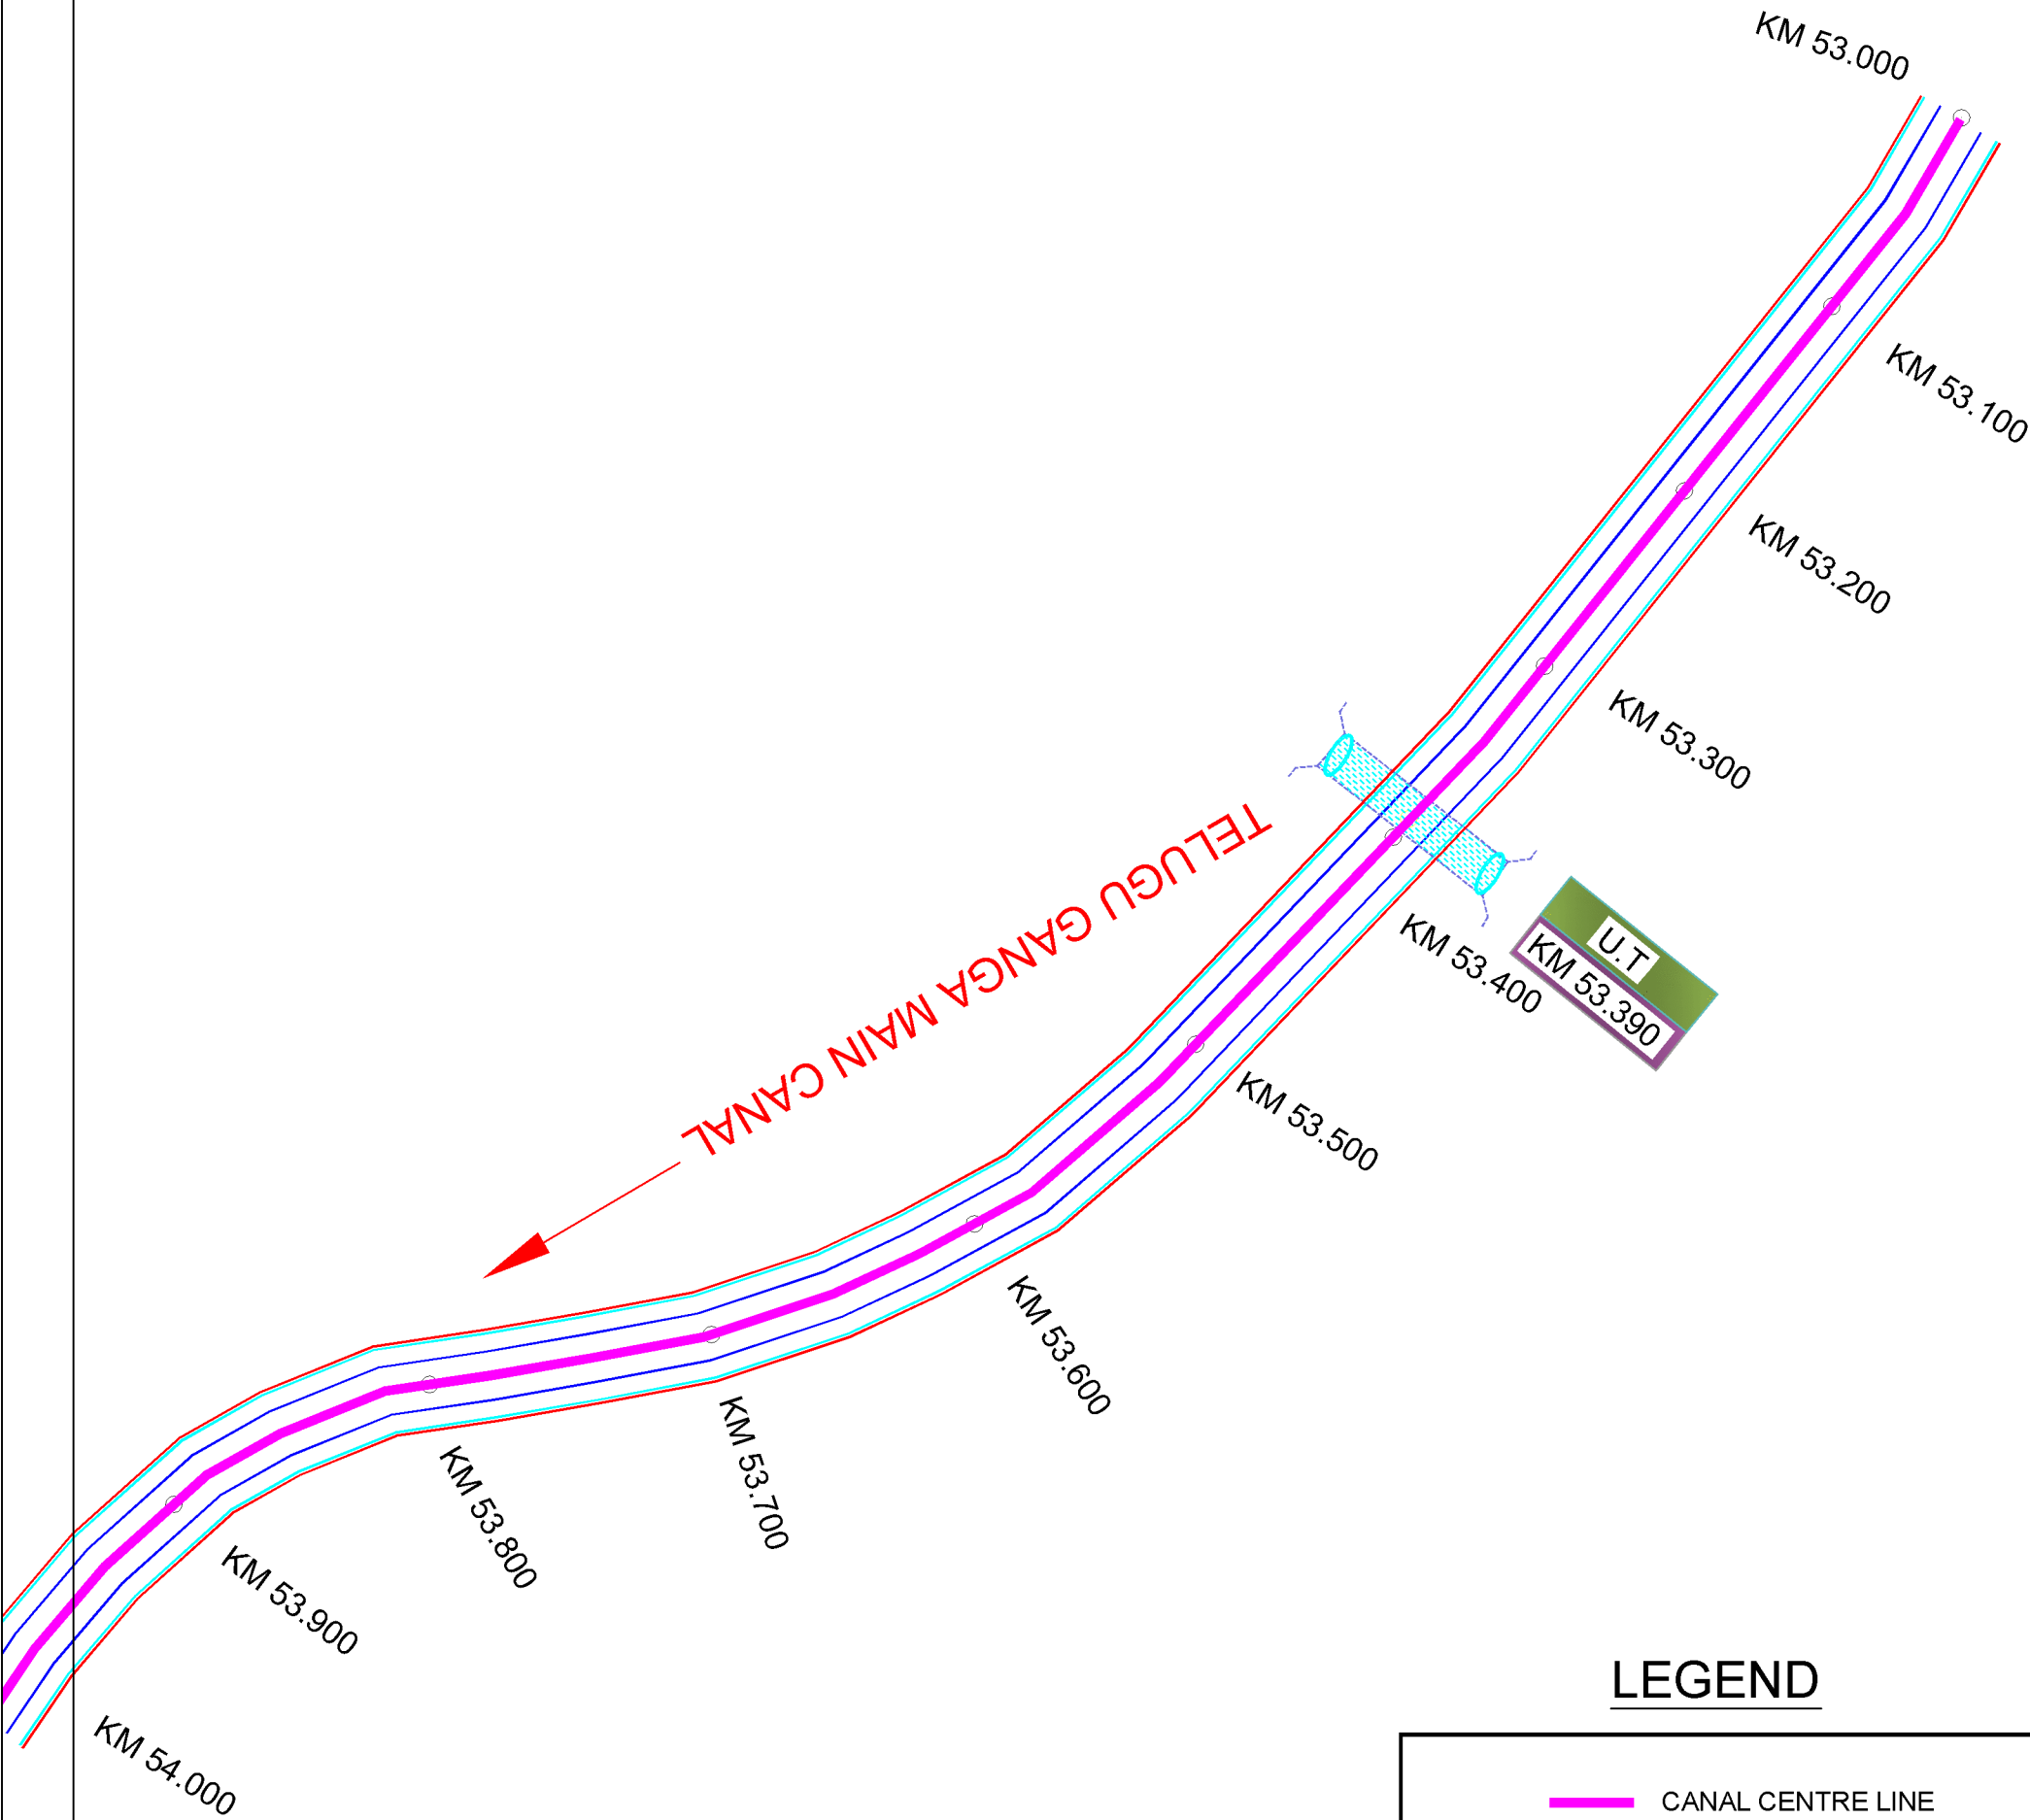 KM 53.000
KM 53.100
KM 53.200
KM 53.300
KM 53.400
U.T
KM 53.390
TELUGU GANGA MAIN CANAL
KM 53.500
KM 53.600
KM 53.700
KM 53.800
KM 53.900
KM 54.000
LEGEND
CANAL CENTRE LINE